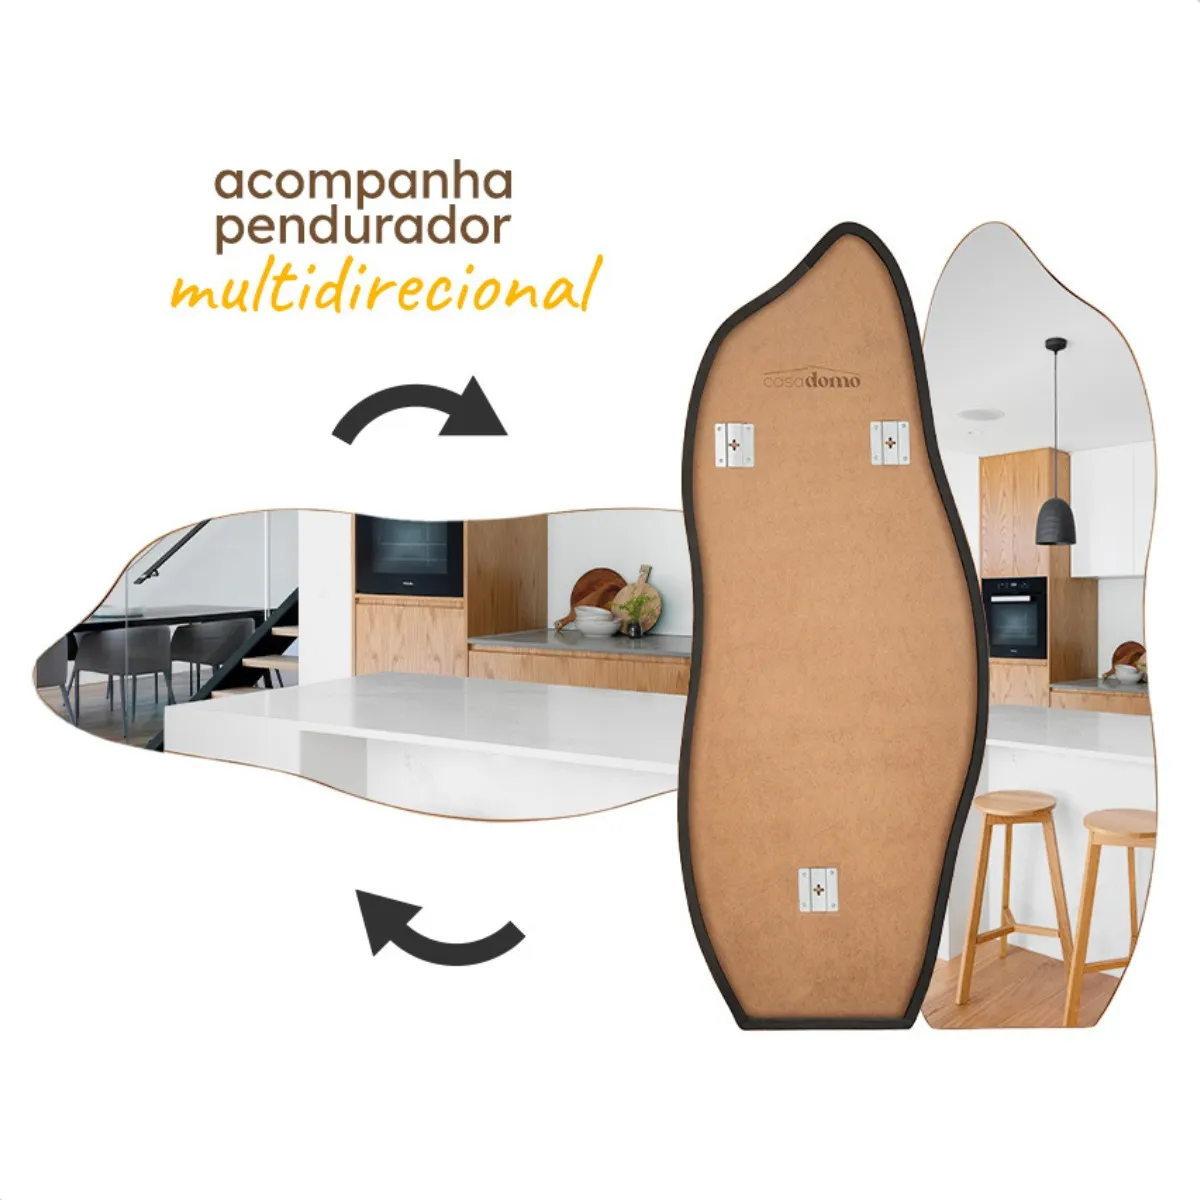 acompanha
pendurador
multidirecional
casadomo